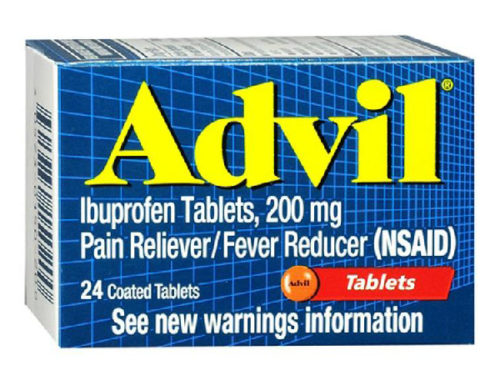 Advil®
Ibuprofen Tablets, 200 mg
Pain Reliever/Fever Reducer (NSAID)
24 Coated Tablets
Advil
Tablets
See new warnings information